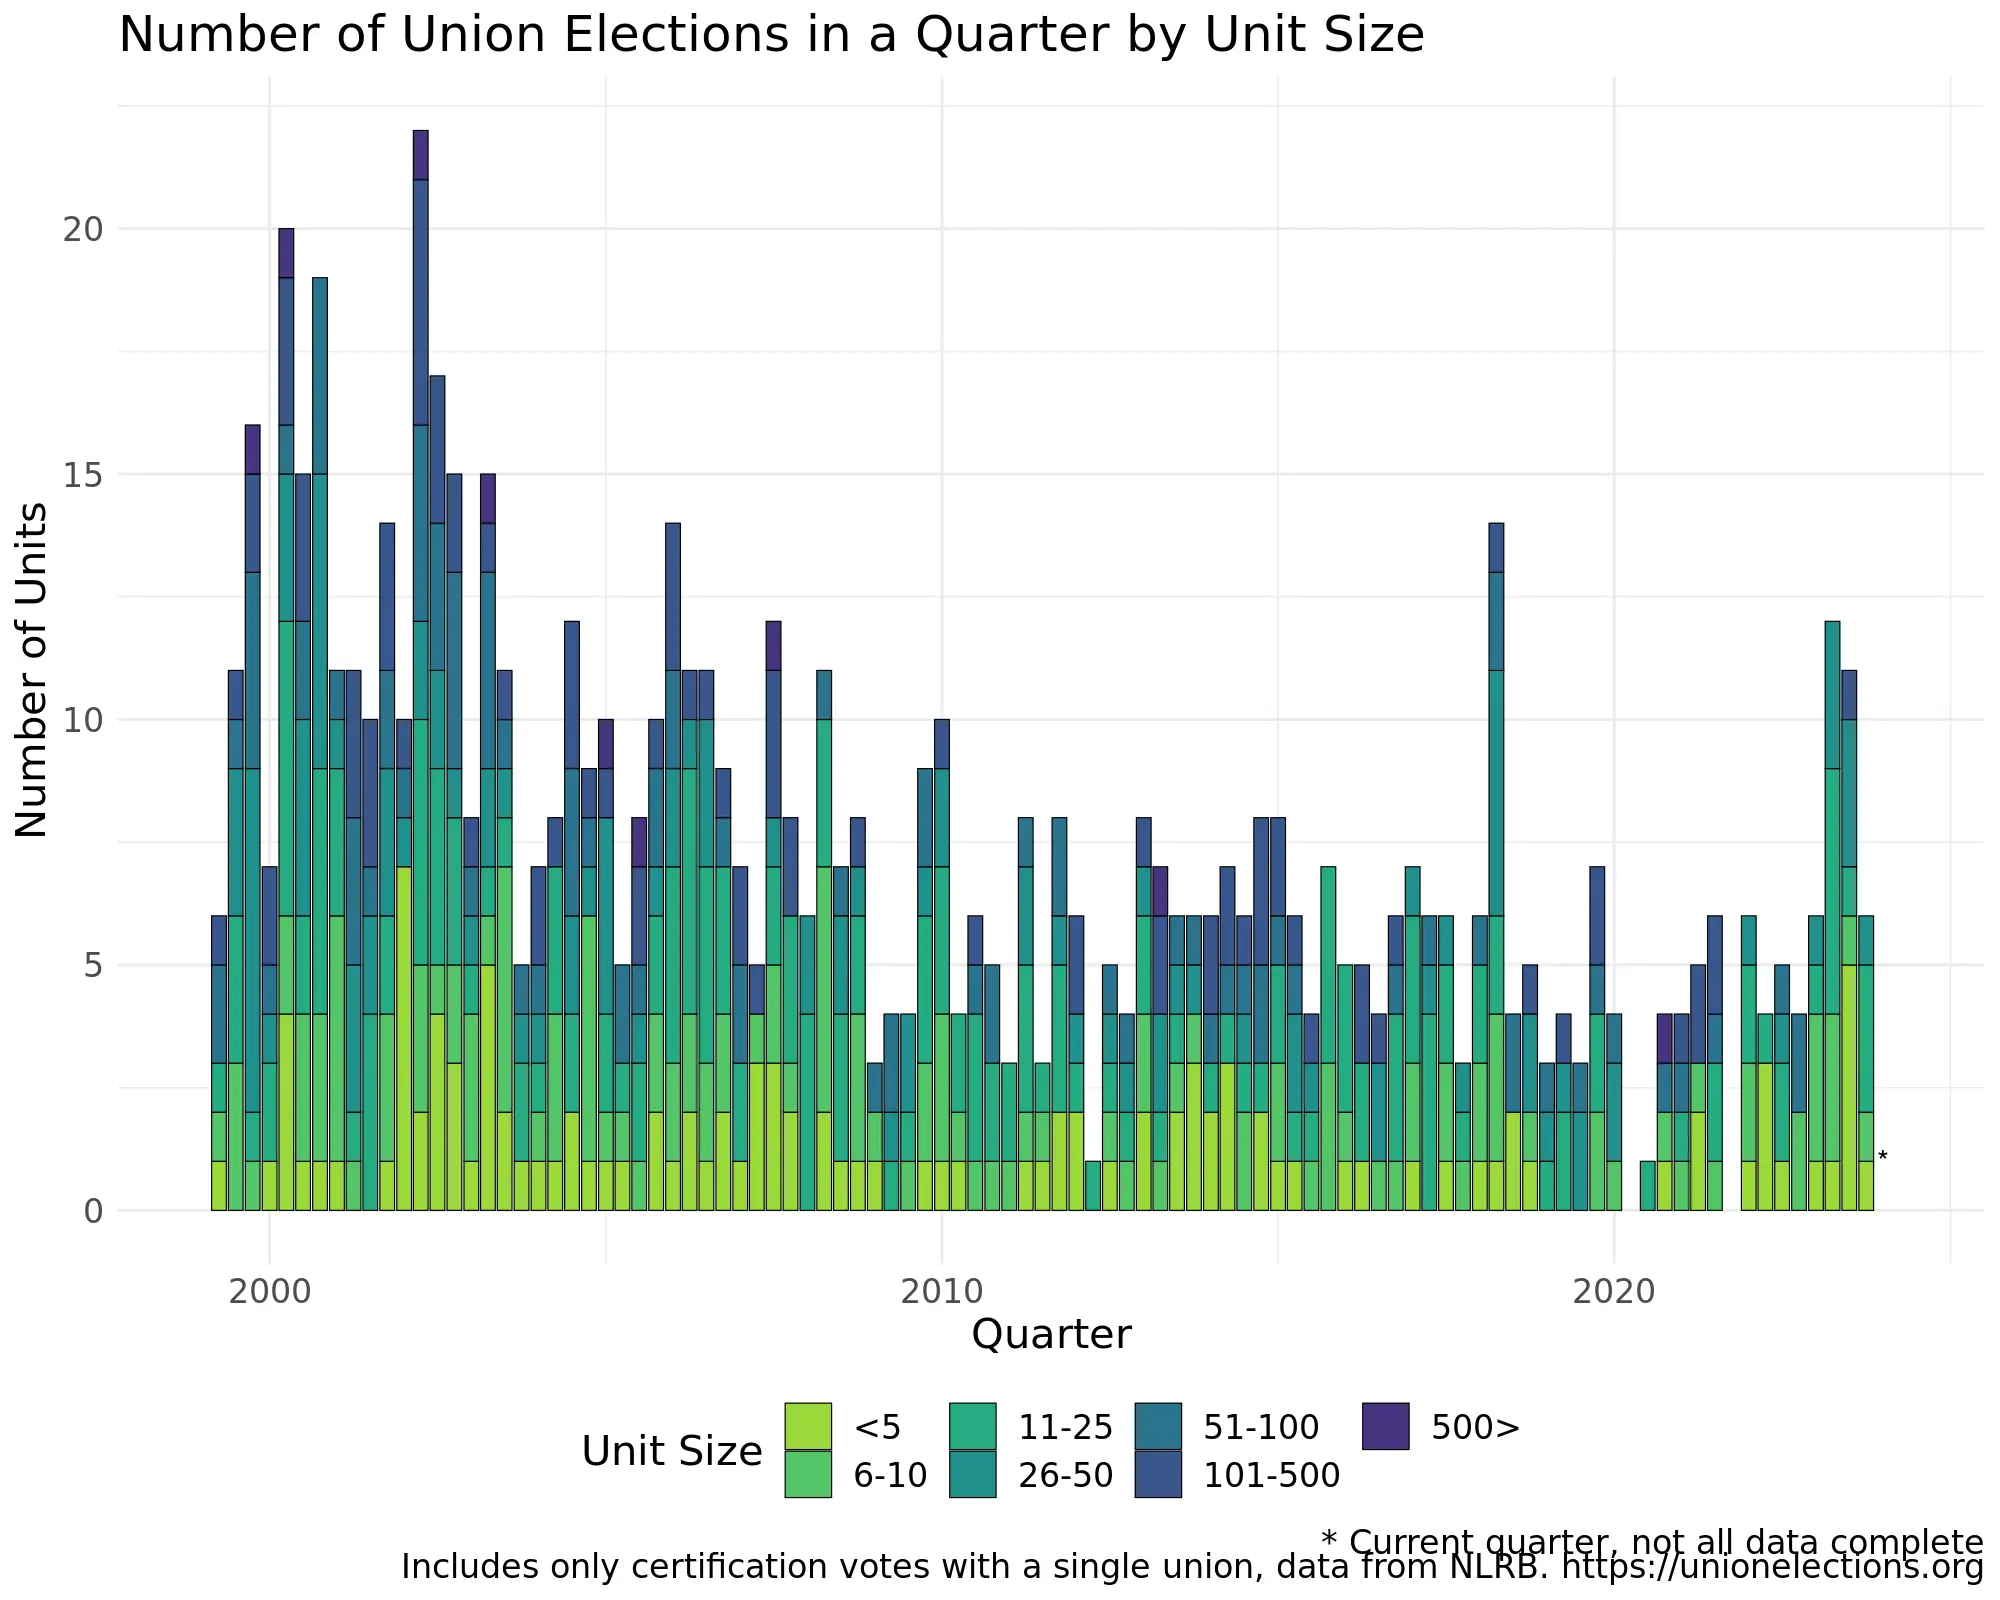 Number of Union Elections in a Quarter by Unit Size
Number of Units
20
15
10
5
0
*
2000 2010 2020
Quarter
Unit Size
<5 11-25 51-100 500>
6-10 26-50 101-500
* Current quarter, not all data complete
Includes only certification votes with a single union, data from NLRB. https://unionelections.org